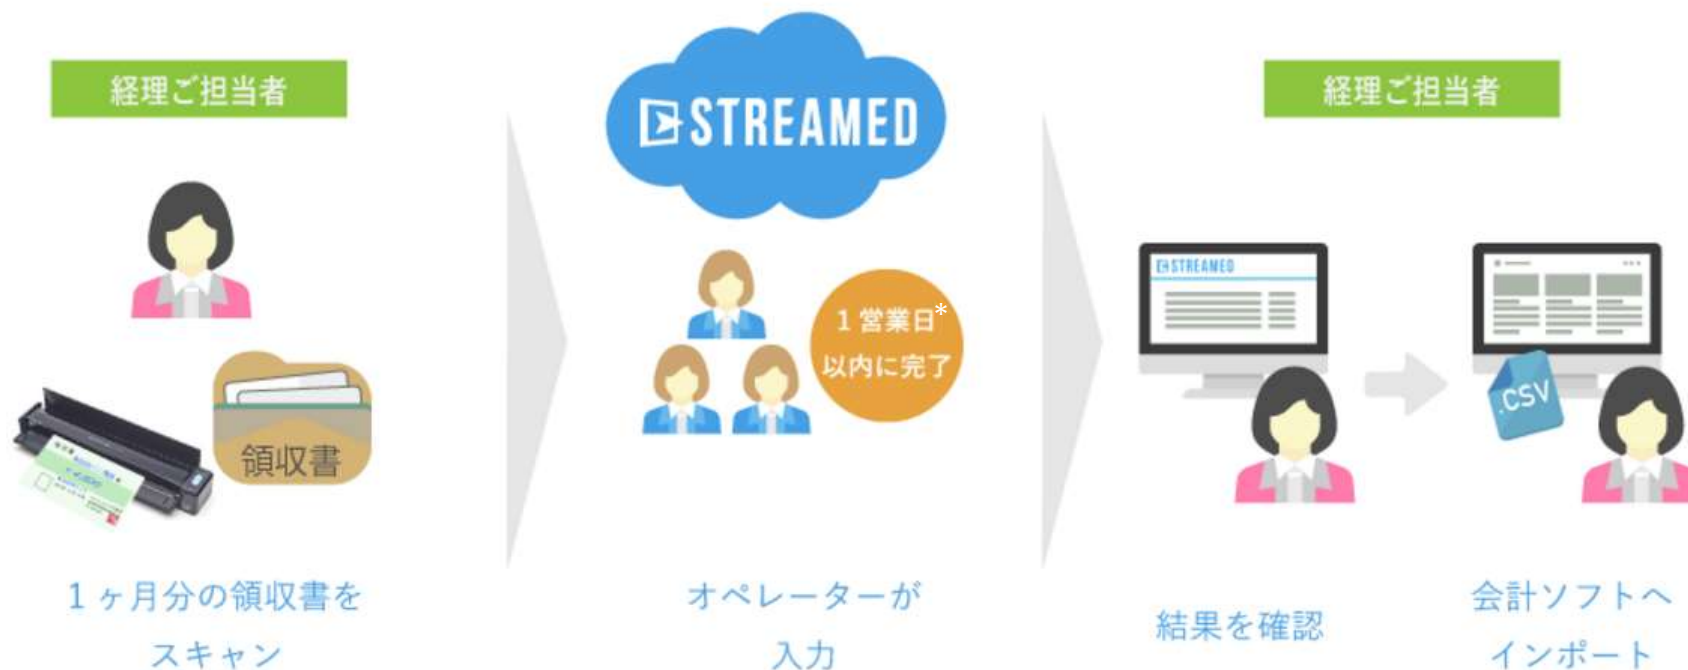 経理ご担当者
領収書
1ヶ月分の領収書を
スキャン
STREAMED
1営業日*
以内に完了
オペレーターが
入力
経理ご担当者
STREAMED
.CSV
結果を確認
会計ソフトへ
インポート